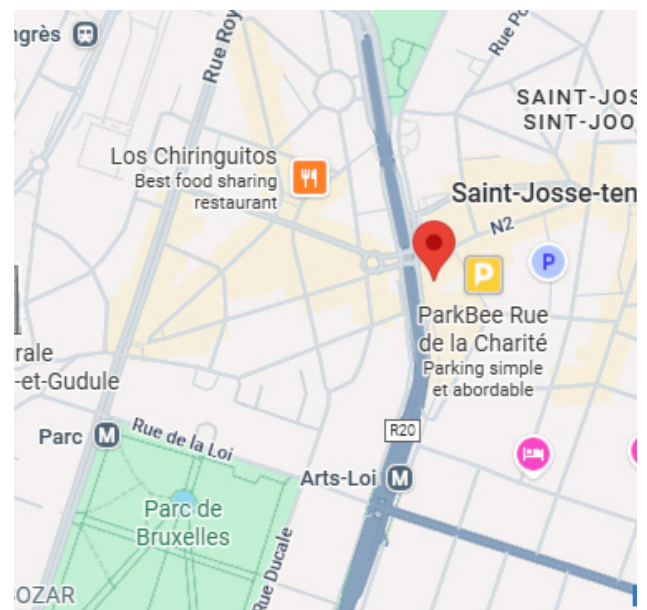 ngrès
Rue Roy
Rue Po
SAINT-JOS
SINT-JOO
Los Chiringuitos
Best food sharing
restaurant
Saint-Josse-ten
N2
P
P
ParkBee Rue
de la Charité
Parking simple
et abordable
rale
-et-Gudule
R20
Parc M
Rue de la Loi
Arts-Loi M
Parc de
Bruxelles
Rue Ducale
OZAR